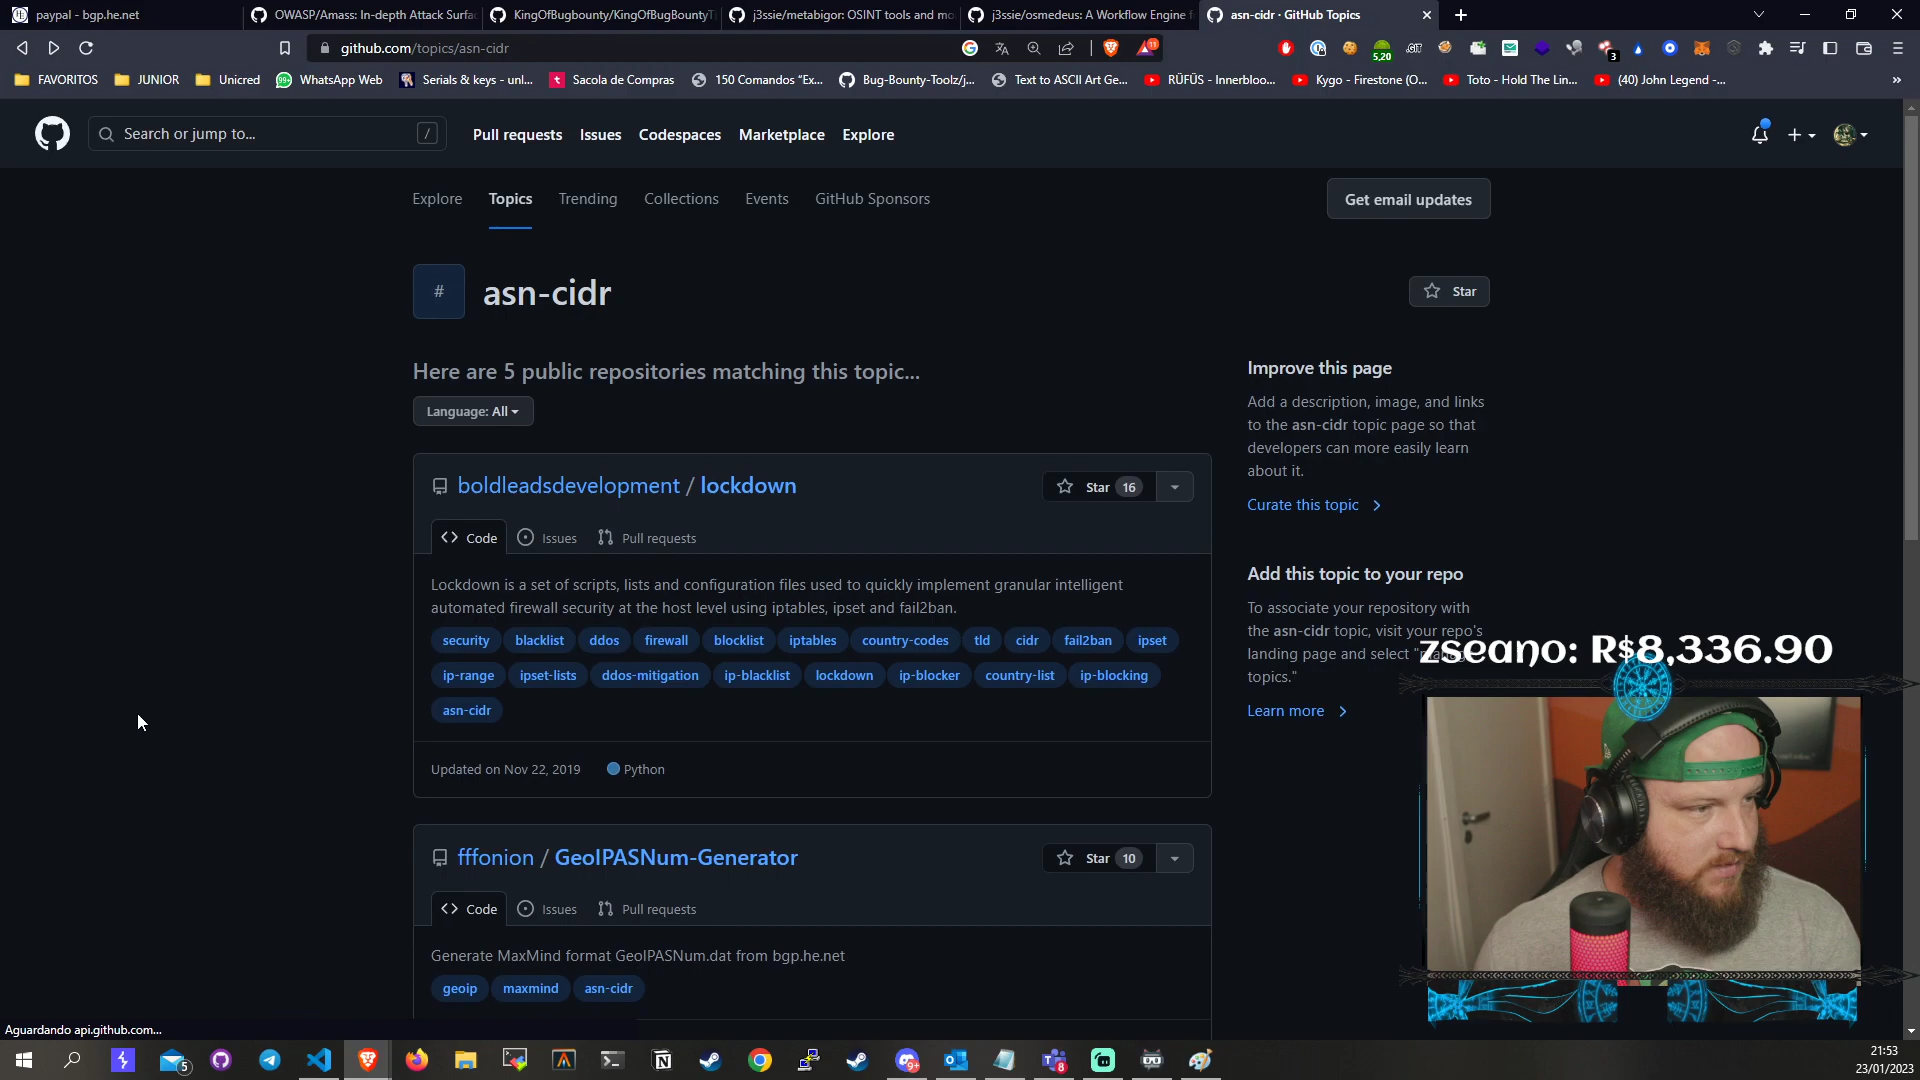 paypal - bgp.he.net
OWASP/Amass: In-depth Attack Surfa
KingOfBugbounty/KingOfBugBountyT
j3ssie/metabigor: OSINT tools and mo
j3ssie/osmedeus: A Workflow Engine f
asn-cidr · GitHub Topics
github.com/topics/asn-cidr
11
5,20
.GIT
3
FAVORITOS
JUNIOR
Unicred
99+
WhatsApp Web
Serials & keys - unl...
t
Sacola de Compras
150 Comandos “Ex...
Bug-Bounty-Toolz/j...
Text to ASCII Art Ge...
RÜFÜS - Innerbloo...
Kygo - Firestone (O...
Toto - Hold The Lin...
(40) John Legend -...
»
Search or jump to...
/
Pull requests
Issues
Codespaces
Marketplace
Explore
Explore
Topics
Trending
Collections
Events
GitHub Sponsors
Get email updates
#
asn-cidr
Star
Here are 5 public repositories matching this topic...
Language: All
boldleadsdevelopment / lockdown
Star 16
Code
Issues
Pull requests
Lockdown is a set of scripts, lists and configuration files used to quickly implement granular intelligent
automated firewall security at the host level using iptables, ipset and fail2ban.
security blacklist ddos firewall blocklist iptables country-codes tld cidr fail2ban ipset
ip-range ipset-lists ddos-mitigation ip-blacklist lockdown ip-blocker country-list ip-blocking
asn-cidr
Updated on Nov 22, 2019
Python
fffonion / GeoIPASNum-Generator
Star 10
Code
Issues
Pull requests
Generate MaxMind format GeoIPASNum.dat from bgp.he.net
geoip maxmind asn-cidr
Improve this page
Add a description, image, and links
to the asn-cidr topic page so that
developers can more easily learn
about it.
Curate this topic
Add this topic to your repo
To associate your repository with
the asn-cidr topic, visit your repo's
landing page and select
topics."
Learn more
zseano: R$8,336.90
Aguardando api.github.com...
5
9+
8
21:53
23/01/2023